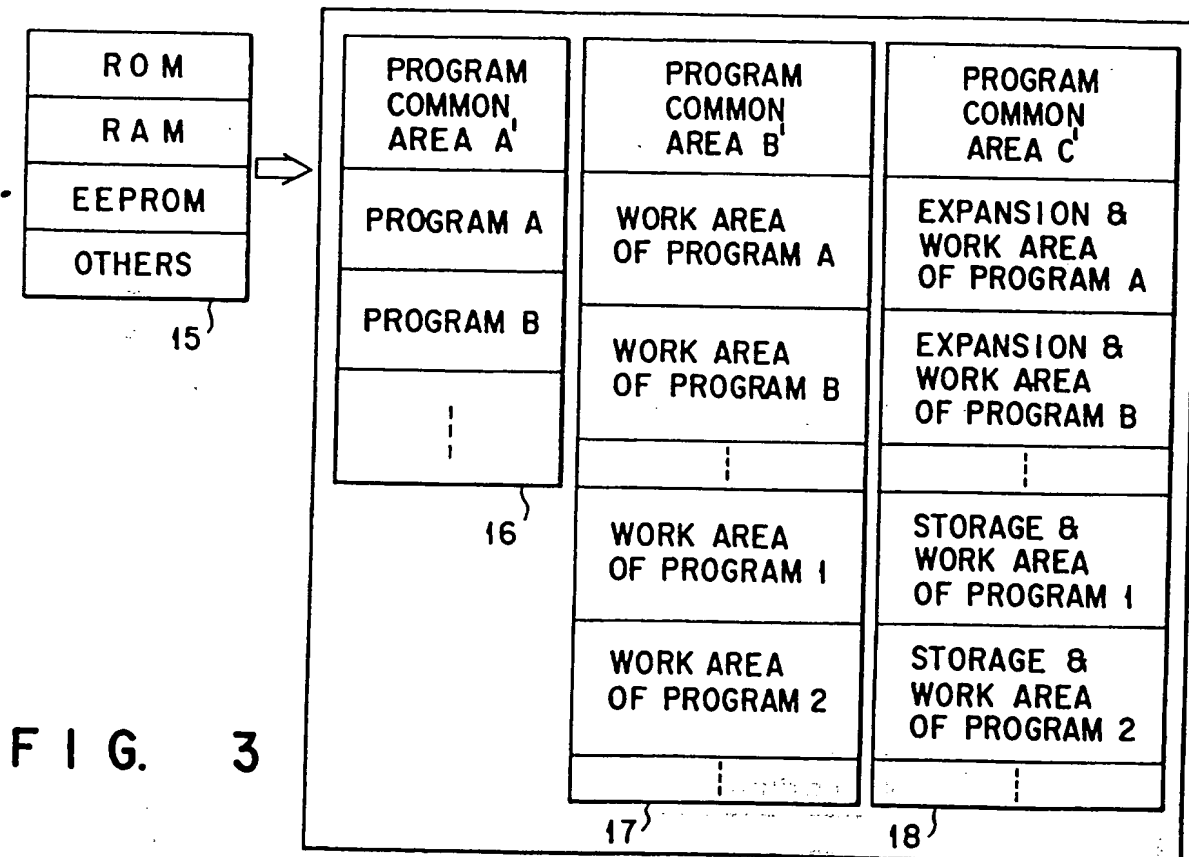 ROM
RAM
EEPROM
OTHERS
15
PROGRAM
COMMON
AREA A'
PROGRAM A
PROGRAM B
16
PROGRAM
COMMON
AREA B'
WORK AREA
OF PROGRAM A
WORK AREA
OF PROGRAM B
WORK AREA
OF PROGRAM 1
WORK AREA
OF PROGRAM 2
17
PROGRAM
COMMON
AREA C'
EXPANSION &
WORK AREA
OF PROGRAM A
EXPANSION &
WORK AREA
OF PROGRAM B
STORAGE &
WORK AREA
OF PROGRAM 1
STORAGE &
WORK AREA
OF PROGRAM 2
18
FIG. 3